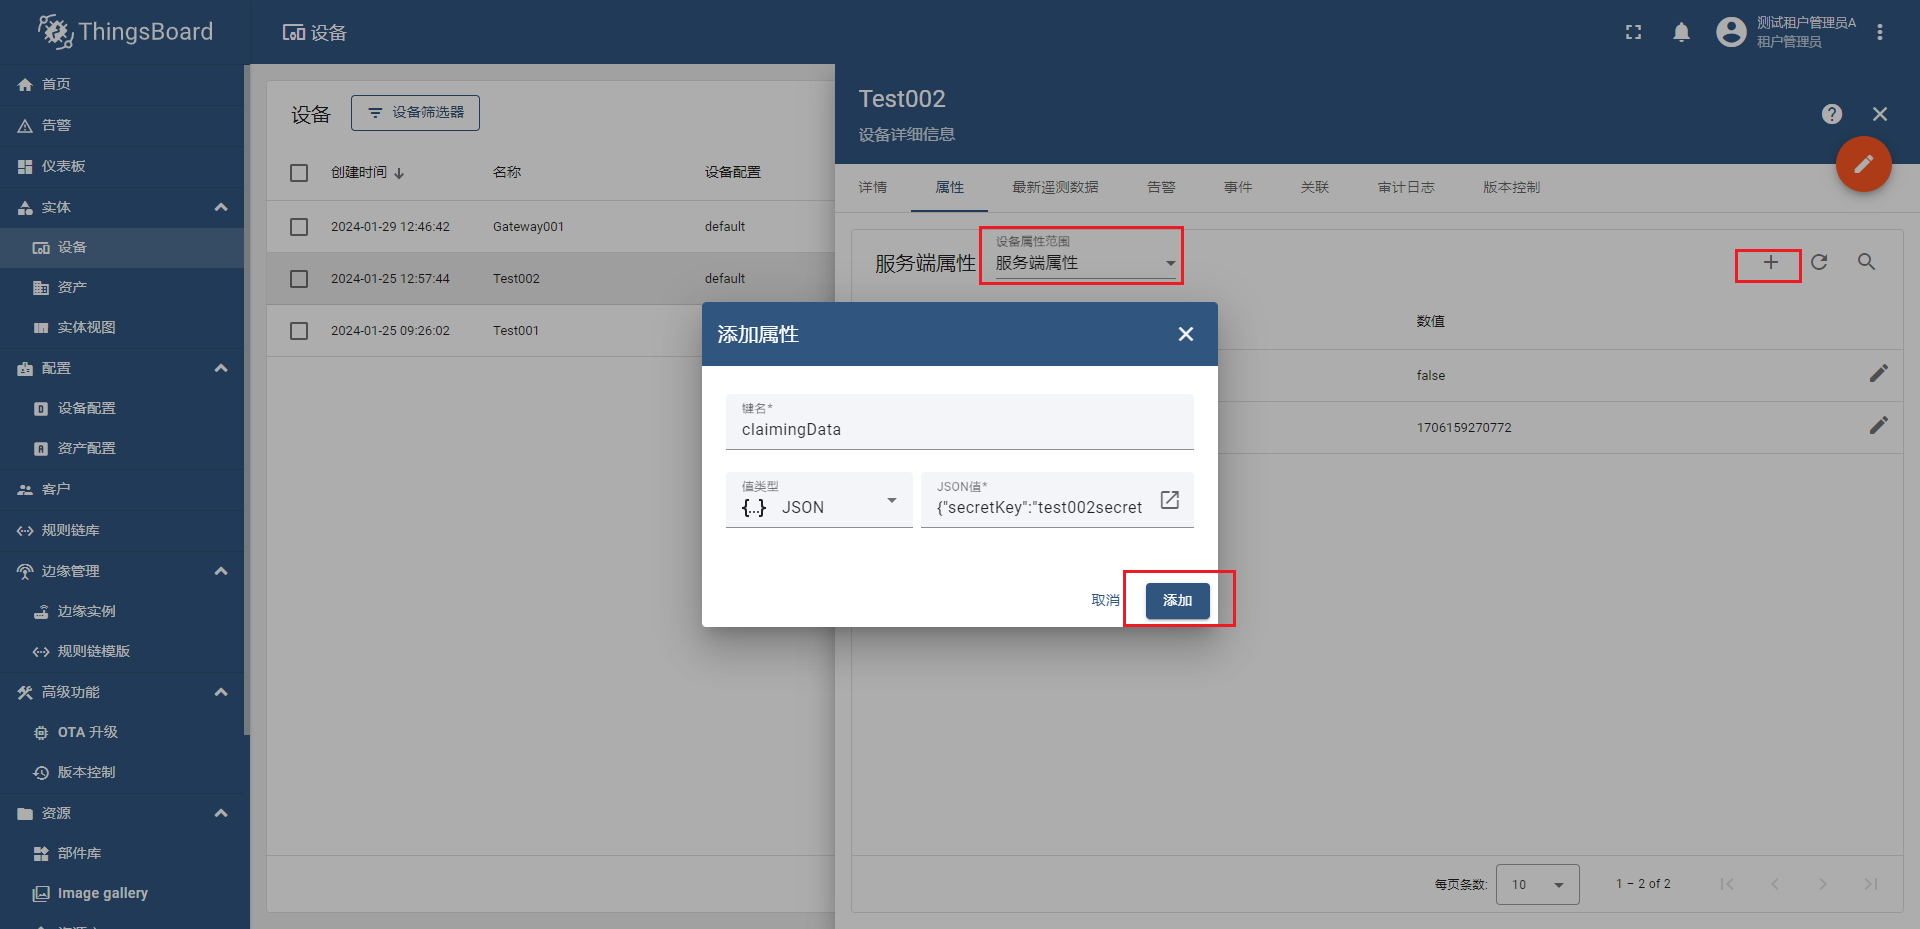 ThingsBoard
设备
测试租户管理员A
租户管理员
首页
告警
仪表板
实体
设备
资产
实体视图
配置
设备配置
资产配置
客户
规则链库
边缘管理
边缘实例
规则链模版
高级功能
OTA 升级
版本控制
资源
部件库
Image gallery
设备
设备筛选器
创建时间
名称
设备配置
2024-01-29 12:46:42 Gateway001 default
2024-01-25 12:57:44 Test002 default
2024-01-25 09:26:02 Test001
Test002
设备详细信息
详情 属性 最新遥测数据 告警 事件 关联 审计日志 版本控制
服务端属性
设备属性范围
服务端属性
数值
false
1706159270772
添加属性
键名*
claimingData
值类型
{...} JSON
JSON值*
{"secretKey":"test002secret
取消 添加
每页条数: 10 1 – 2 of 2